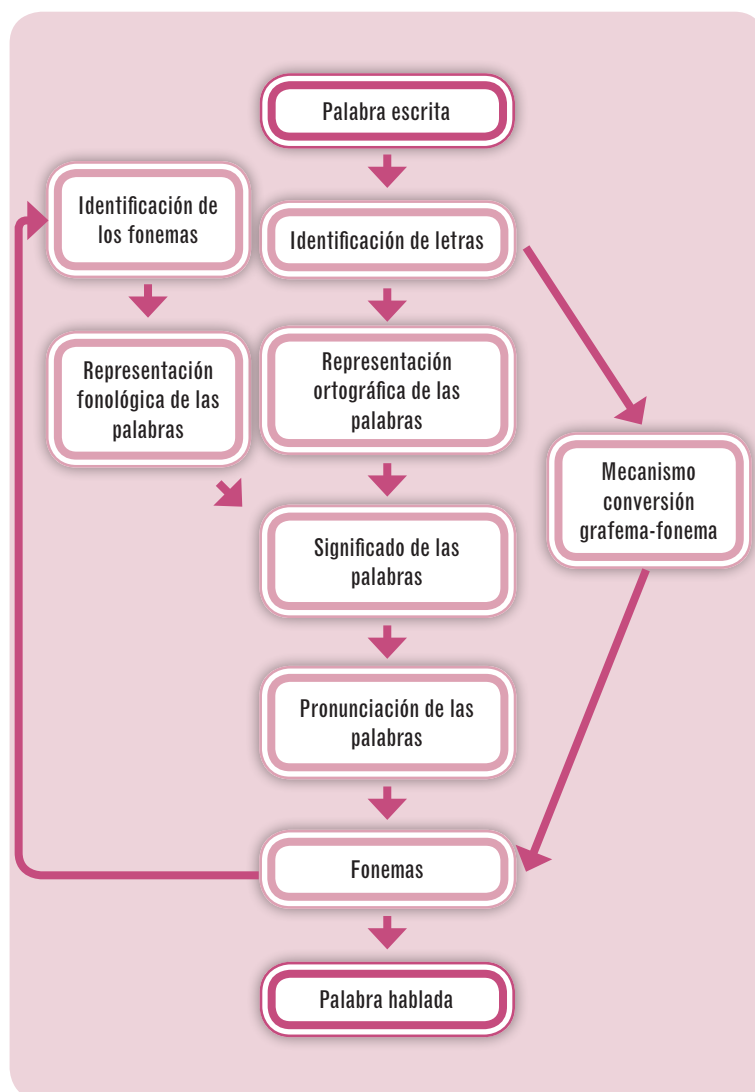 Palabra escrita
Identificación de
los fonemas
Identificación de letras
Representación
fonológica de las
palabras
Representación
ortográfica de las
palabras
Mecanismo
conversión
grafema-fonema
Significado de las
palabras
Pronunciación de las
palabras
Fonemas
Palabra hablada